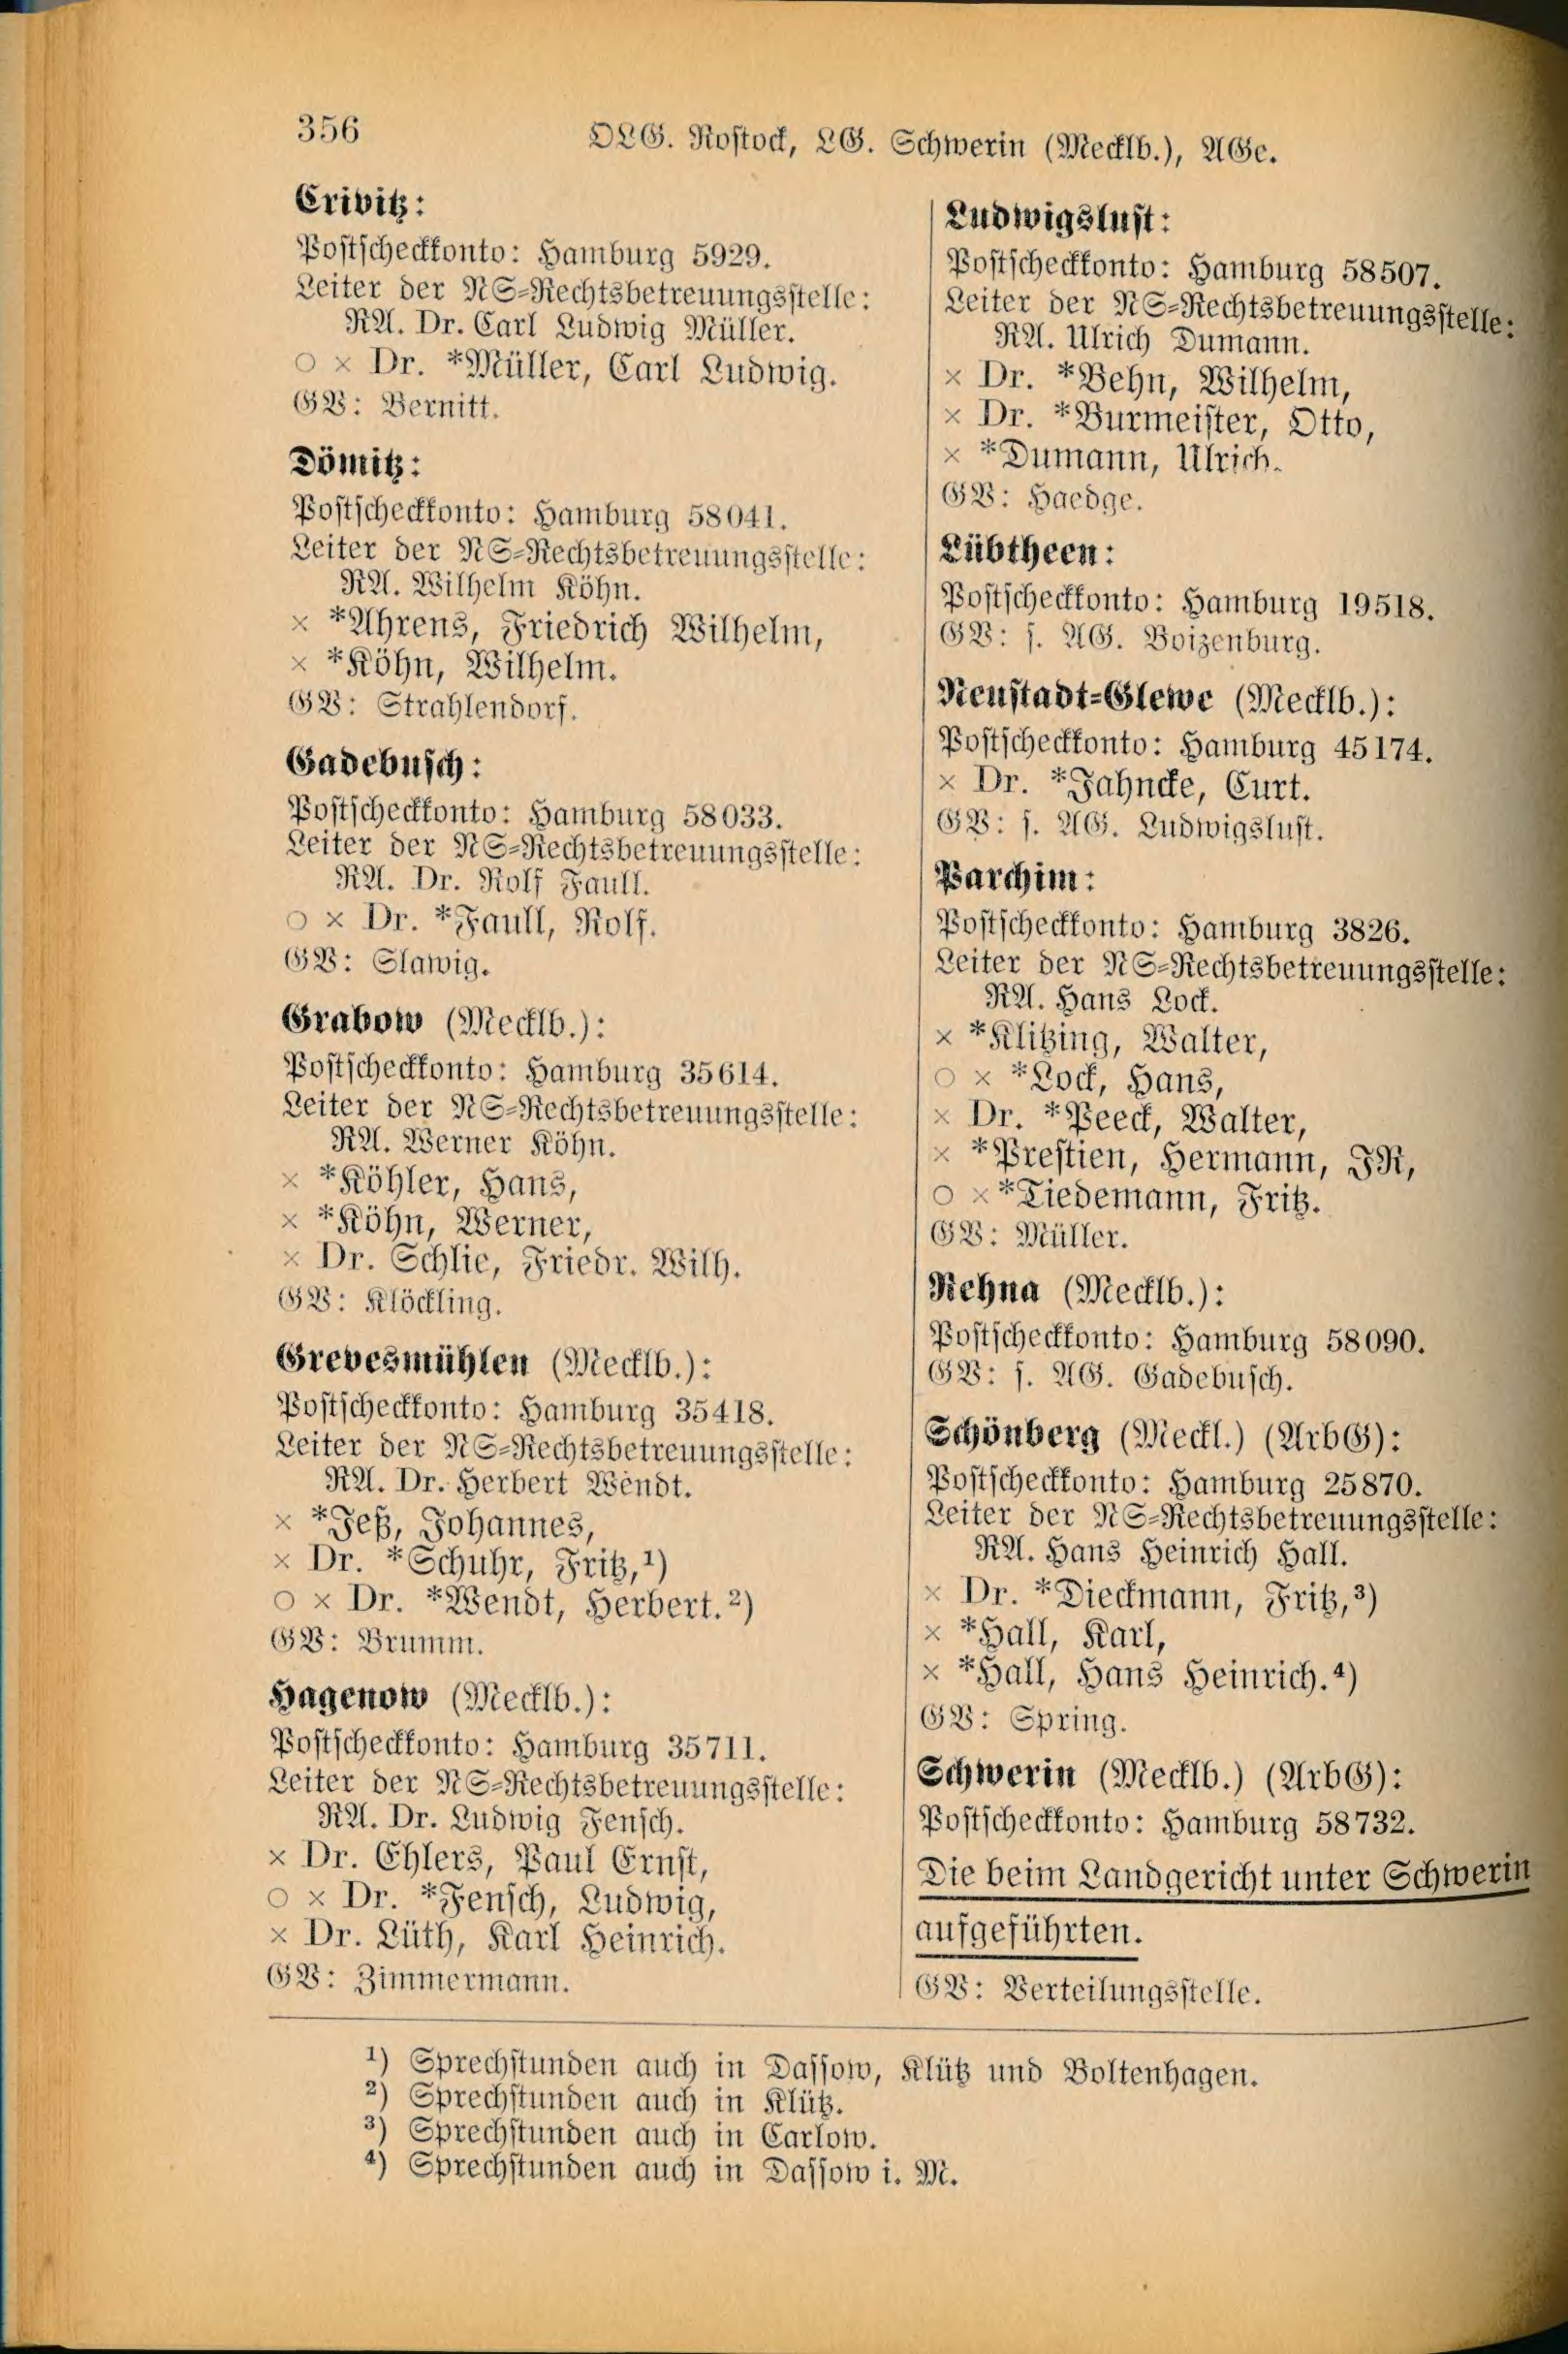 356
OLG. Rostock, LG. Schwerin (Mecklb.), AGe.
Crivitz:
Postscheckkonto: Hamburg 5929.
Leiter der NS-Rechtsbetreuungsstelle:
RA. Dr. Carl Ludwig Müller.
○ × Dr. *Müller, Carl Ludwig.
GV: Bernitt.
Dömitz:
Postscheckkonto: Hamburg 58041.
Leiter der NS-Rechtsbetreuungsstelle:
RA. Wilhelm Köhn.
× *Ahrens, Friedrich Wilhelm,
× *Köhn, Wilhelm.
GV: Strahlendorf.
Gadebusch:
Postscheckkonto: Hamburg 58033.
Leiter der NS-Rechtsbetreuungsstelle:
RA. Dr. Rolf Faull.
○ × Dr. *Faull, Rolf.
GV: Slawig.
Grabow (Mecklb.):
Postscheckkonto: Hamburg 35614.
Leiter der NS-Rechtsbetreuungsstelle:
RA. Werner Köhn.
× *Köhler, Hans,
× *Köhn, Werner,
× Dr. Schlie, Friedr. Wilh.
GV: Klöckling.
Grevesmühlen (Mecklb.):
Postscheckkonto: Hamburg 35418.
Leiter der NS-Rechtsbetreuungsstelle:
RA. Dr. Herbert Wendt.
× *Jeß, Johannes,
× Dr. *Schuhr, Fritz,¹)
○ × Dr. *Wendt, Herbert.²)
GV: Brumm.
Hagenow (Mecklb.):
Postscheckkonto: Hamburg 35711.
Leiter der NS-Rechtsbetreuungsstelle:
RA. Dr. Ludwig Fensch.
× Dr. Ehlers, Paul Ernst,
○ × Dr. *Fensch, Ludwig,
× Dr. Lüth, Karl Heinrich.
GV: Zimmermann.
Ludwigslust:
Postscheckkonto: Hamburg 58507.
Leiter der NS-Rechtsbetreuungsstelle:
RA. Ulrich Dumann.
× Dr. *Behn, Wilhelm,
× Dr. *Burmeister, Otto,
× *Dumann, Ulrich.
GV: Haedge.
Lübtheen:
Postscheckkonto: Hamburg 19518.
GV: s. AG. Boizenburg.
Neustadt-Glewe (Mecklb.):
Postscheckkonto: Hamburg 45174.
× Dr. *Jahncke, Curt.
GV: s. AG. Ludwigslust.
Parchim:
Postscheckkonto: Hamburg 3826.
Leiter der NS-Rechtsbetreuungsstelle:
RA. Hans Lock.
× *Klitzing, Walter,
○ × *Lock, Hans,
× Dr. *Peeck, Walter,
× *Prestien, Hermann, JR,
○ ×*Tiedemann, Fritz.
GV: Müller.
Rehna (Mecklb.):
Postscheckkonto: Hamburg 58090.
GV: s. AG. Gadebusch.
Schönberg (Meckl.) (ArbG):
Postscheckkonto: Hamburg 25870.
Leiter der NS-Rechtsbetreuungsstelle:
RA. Hans Heinrich Hall.
× Dr. *Dieckmann, Fritz,³)
× *Hall, Karl,
× *Hall, Hans Heinrich.⁴)
GV: Spring.
Schwerin (Mecklb.) (ArbG):
Postscheckkonto: Hamburg 58732.
Die beim Landgericht unter Schwerin
aufgeführten.
GV: Verteilungsstelle.
¹) Sprechstunden auch in Dassow, Klütz und Boltenhagen.
²) Sprechstunden auch in Klütz.
³) Sprechstunden auch in Carlow.
⁴) Sprechstunden auch in Dassow i. M.